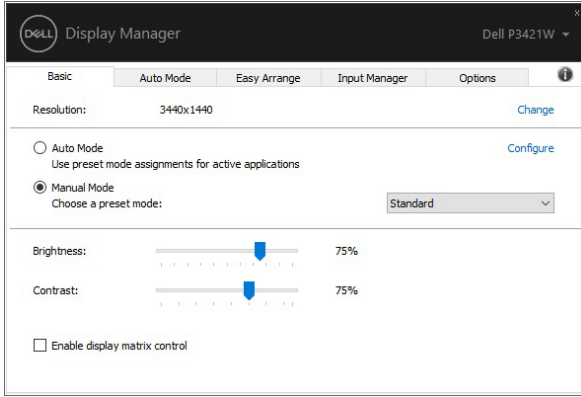 DELL Display Manager Dell P3421W
Basic Auto Mode Easy Arrange Input Manager Options
Resolution: 3440x1440 Change
Auto Mode Configure
Use preset mode assignments for active applications
Manual Mode
Choose a preset mode: Standard
Brightness: 75%
Contrast: 75%
Enable display matrix control